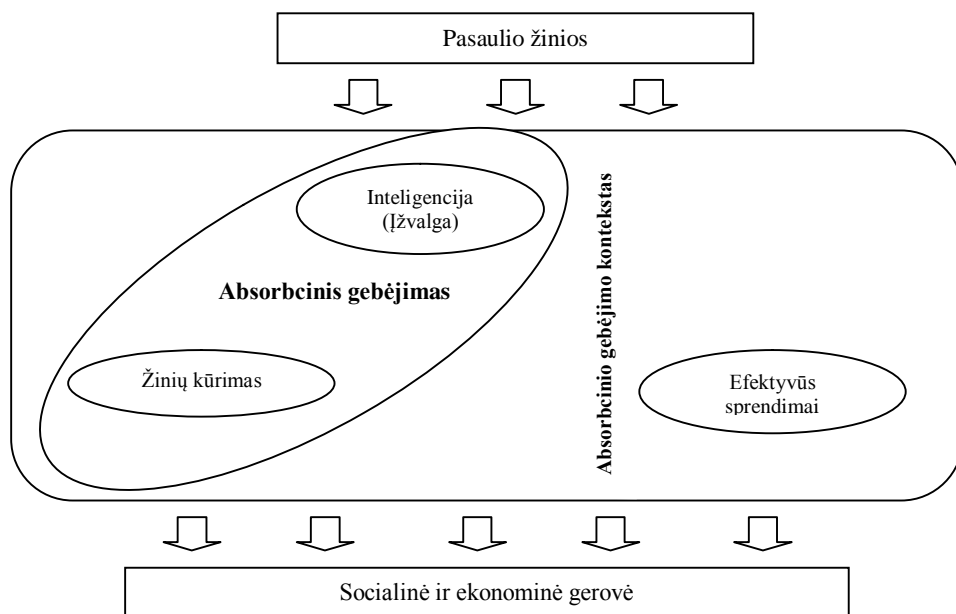 Pasaulio žinios
Inteligencija
(Įžvalga)
Absorbcinis gebėjimas
Absorbcinio gebėjimo kontekstas
Žinių kūrimas
Efektyvūs
sprendimai
Socialinė ir ekonominė gerovė